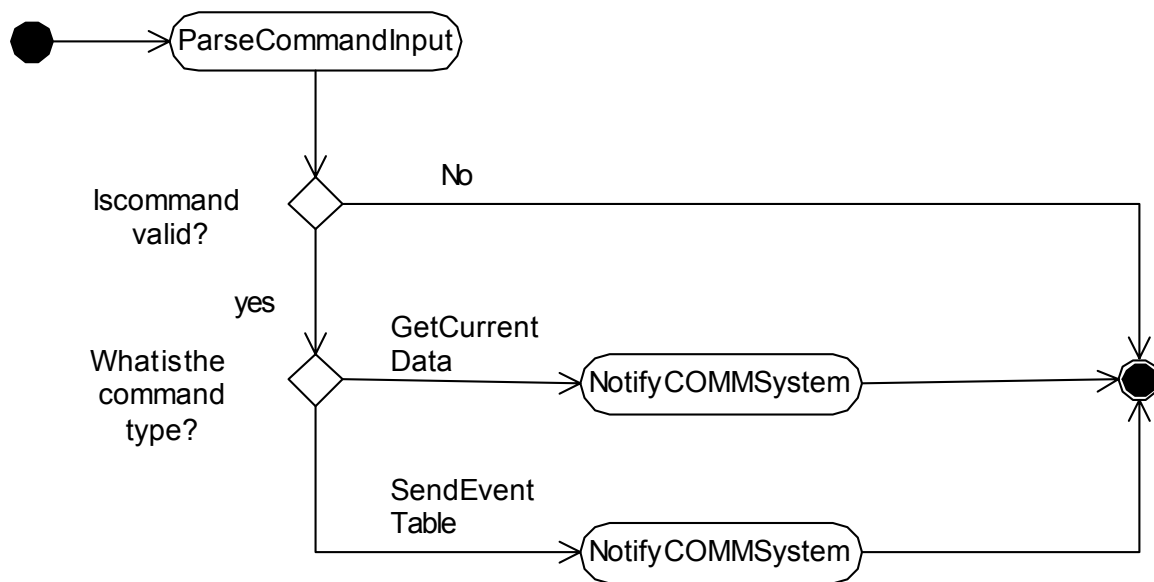 ParseCommandInput
No
Iscommand
valid?
yes
GetCurrent
Data
Whatisthe
command
type?
NotifyCOMMSystem
SendEvent
Table
NotifyCOMMSystem